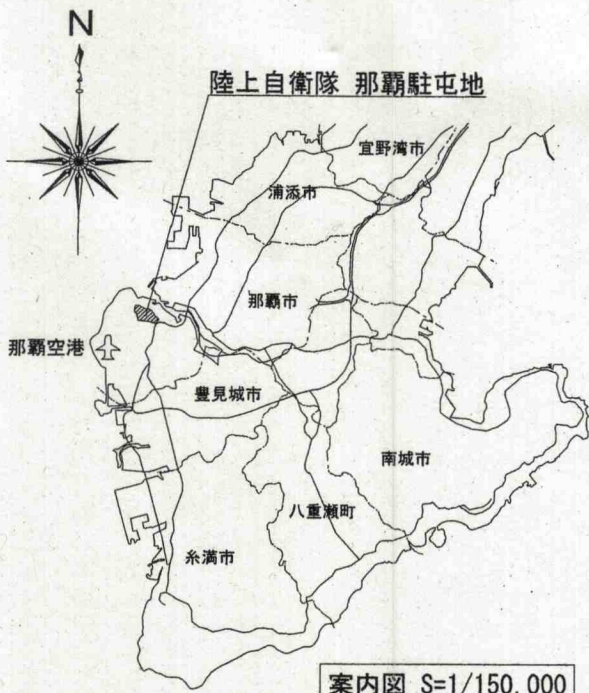 N
陸上自衛隊 那覇駐屯地
宜野湾市
浦添市
那覇市
那覇空港
豊見城市
南城市
八重瀬町
糸満市
案内図 S=1/150,000